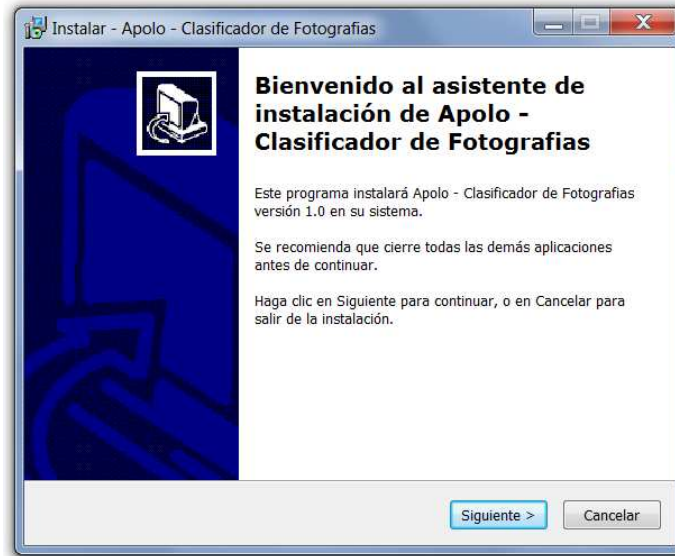 Instalar - Apolo - Clasificador de Fotografias
Bienvenido al asistente de
instalación de Apolo -
Clasificador de Fotografias
Este programa instalará Apolo - Clasificador de Fotografias
versión 1.0 en su sistema.
Se recomienda que cierre todas las demás aplicaciones
antes de continuar.
Haga clic en Siguiente para continuar, o en Cancelar para
salir de la instalación.
Siguiente >
Cancelar